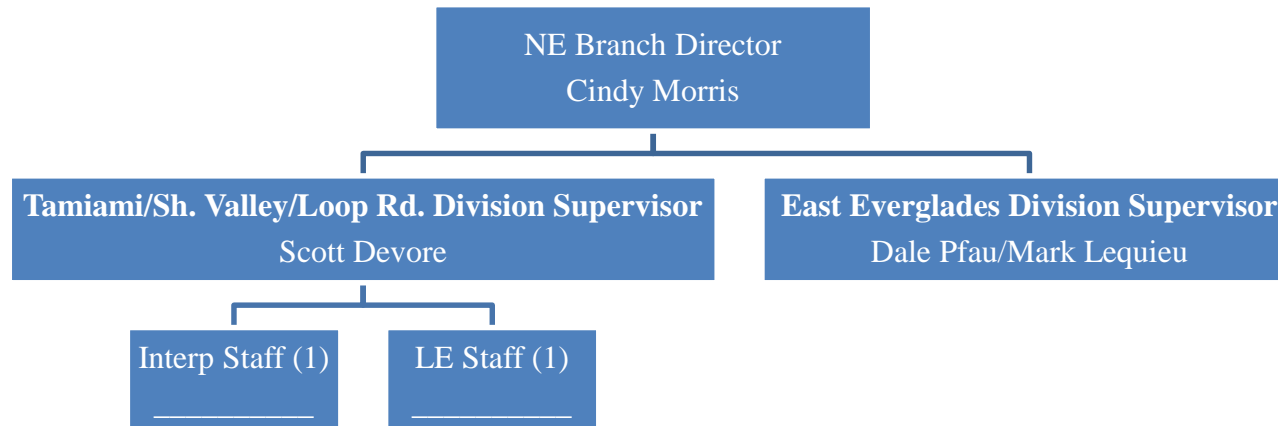 NE Branch Director
Cindy Morris
Tamiami/Sh. Valley/Loop Rd. Division Supervisor
Scott Devore
East Everglades Division Supervisor
Dale Pfau/Mark Lequieu
Interp Staff (1)
__________
LE Staff (1)
__________